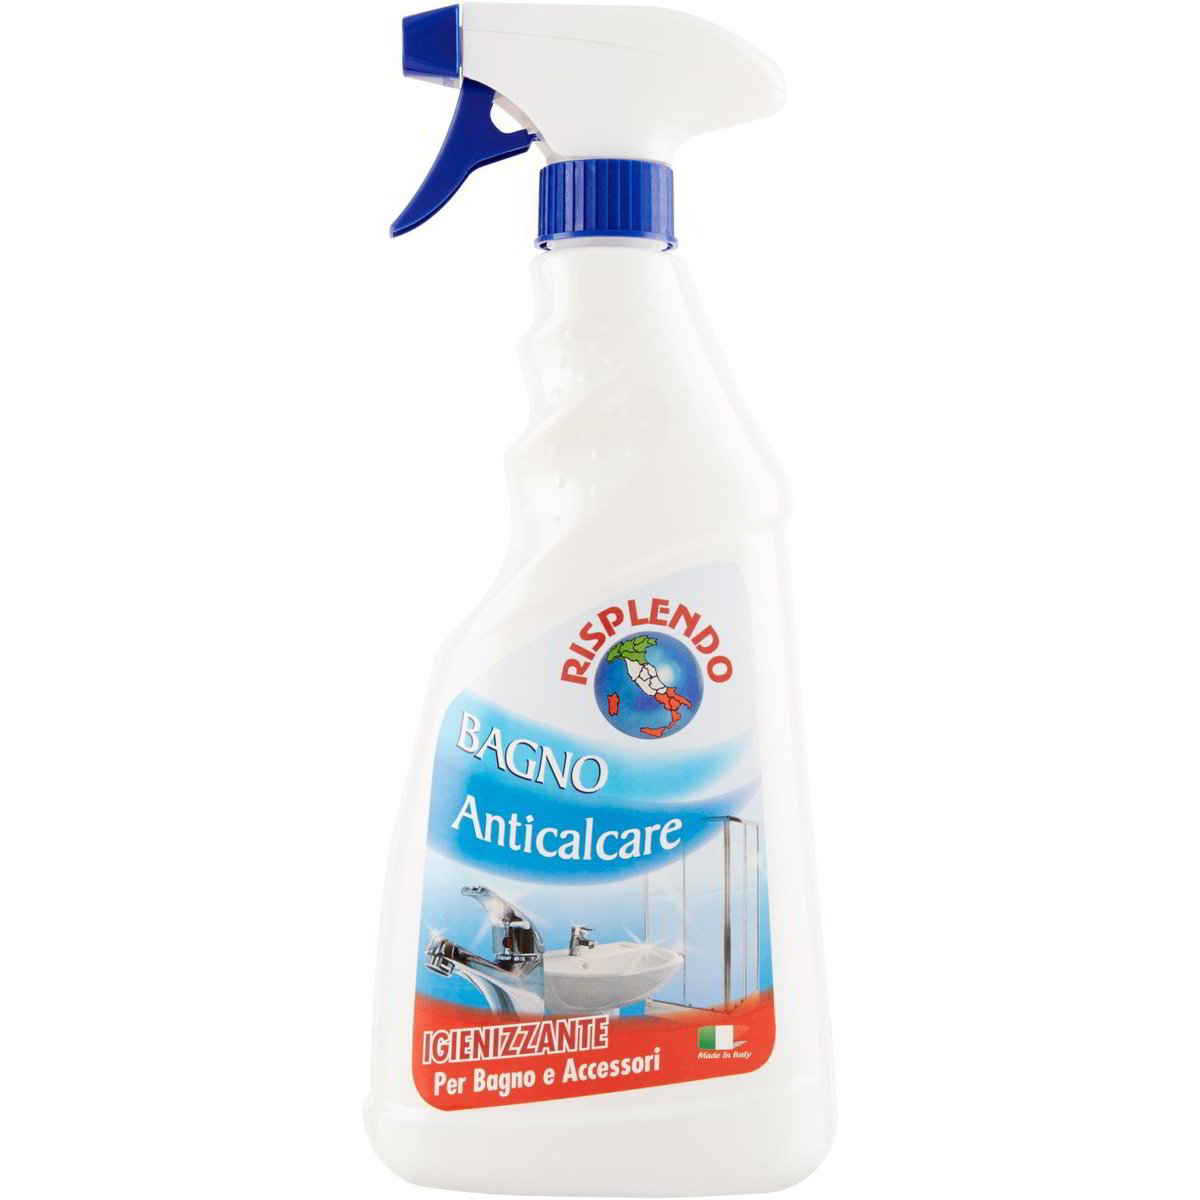 RISPLENDO
BAGNO
Anticalcare
IGIENIZZANTE
Per Bagno e Accessori
Made In Italy